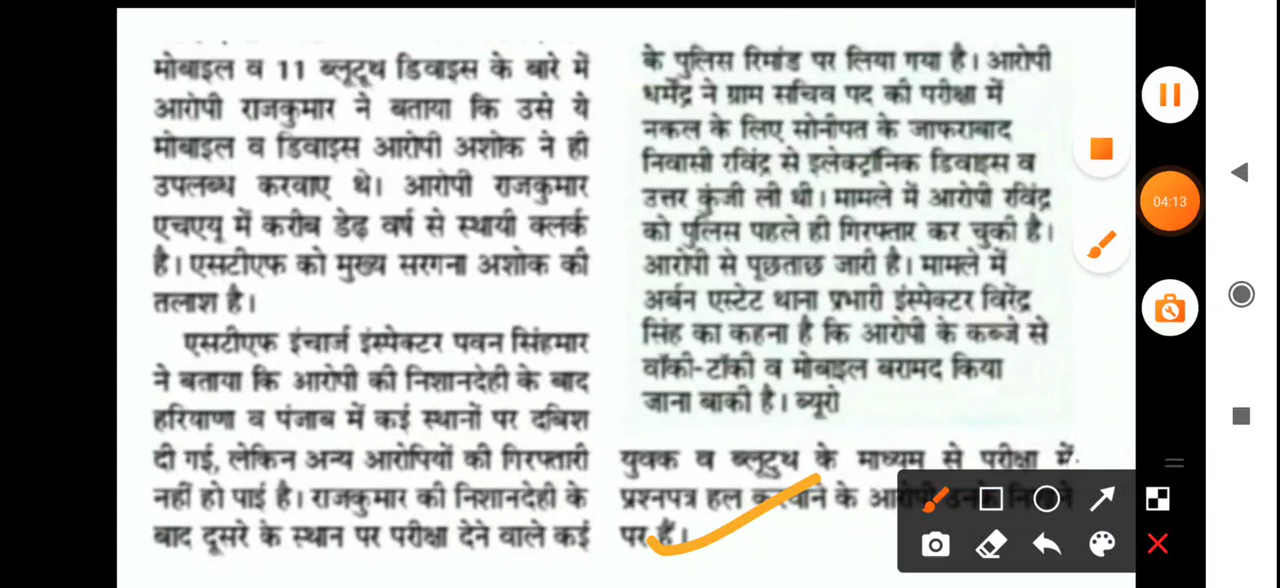 मोबाइल व 11 ब्लूटूथ डिवाइस के बारे में
आरोपी राजकुमार ने बताया कि उसे ये
मोबाइल व डिवाइस आरोपी अशोक ने ही
उपलब्ध करवाए थे। आरोपी राजकुमार
एचएयू में करीब डेढ़ वर्ष से स्थायी क्लर्क
है। एसटीएफ को मुख्य सरगना अशोक की
तलाश है।
एसटीएफ इंचार्ज इंस्पेक्टर पवन सिंहमार
ने बताया कि आरोपी की निशानदेही के बाद
हरियाणा व पंजाब में कई स्थानों पर दबिश
दी गई, लेकिन अन्य आरोपियों की गिरफ्तारी
नहीं हो पाई है। राजकुमार की निशानदेही के
बाद दूसरे के स्थान पर परीक्षा देने वाले कई
के पुलिस रिमांड पर लिया गया है। आरोपी
धर्मेंद्र ने ग्राम सचिव पद की परीक्षा में
नकल के लिए सोनीपत के जाफराबाद
निवासी रविंद्र से इलेक्ट्रॉनिक डिवाइस व
उत्तर कुंजी ली थी। मामले में आरोपी रविंद्र
को पुलिस पहले ही गिरफ्तार कर चुकी है।
आरोपी से पूछताछ जारी है। मामले में
अर्बन एस्टेट थाना प्रभारी इंस्पेक्टर विरेंद्र
सिंह का कहना है कि आरोपी के कब्जे से
वॉकी-टॉकी व मोबाइल बरामद किया
जाना बाकी है। ब्यूरो
युवक व ब्लूटुथ के माध्यम से परीक्षा में
प्रश्नपत्र हल करवाने के आरोपी उनके
पर हैं।
04:13